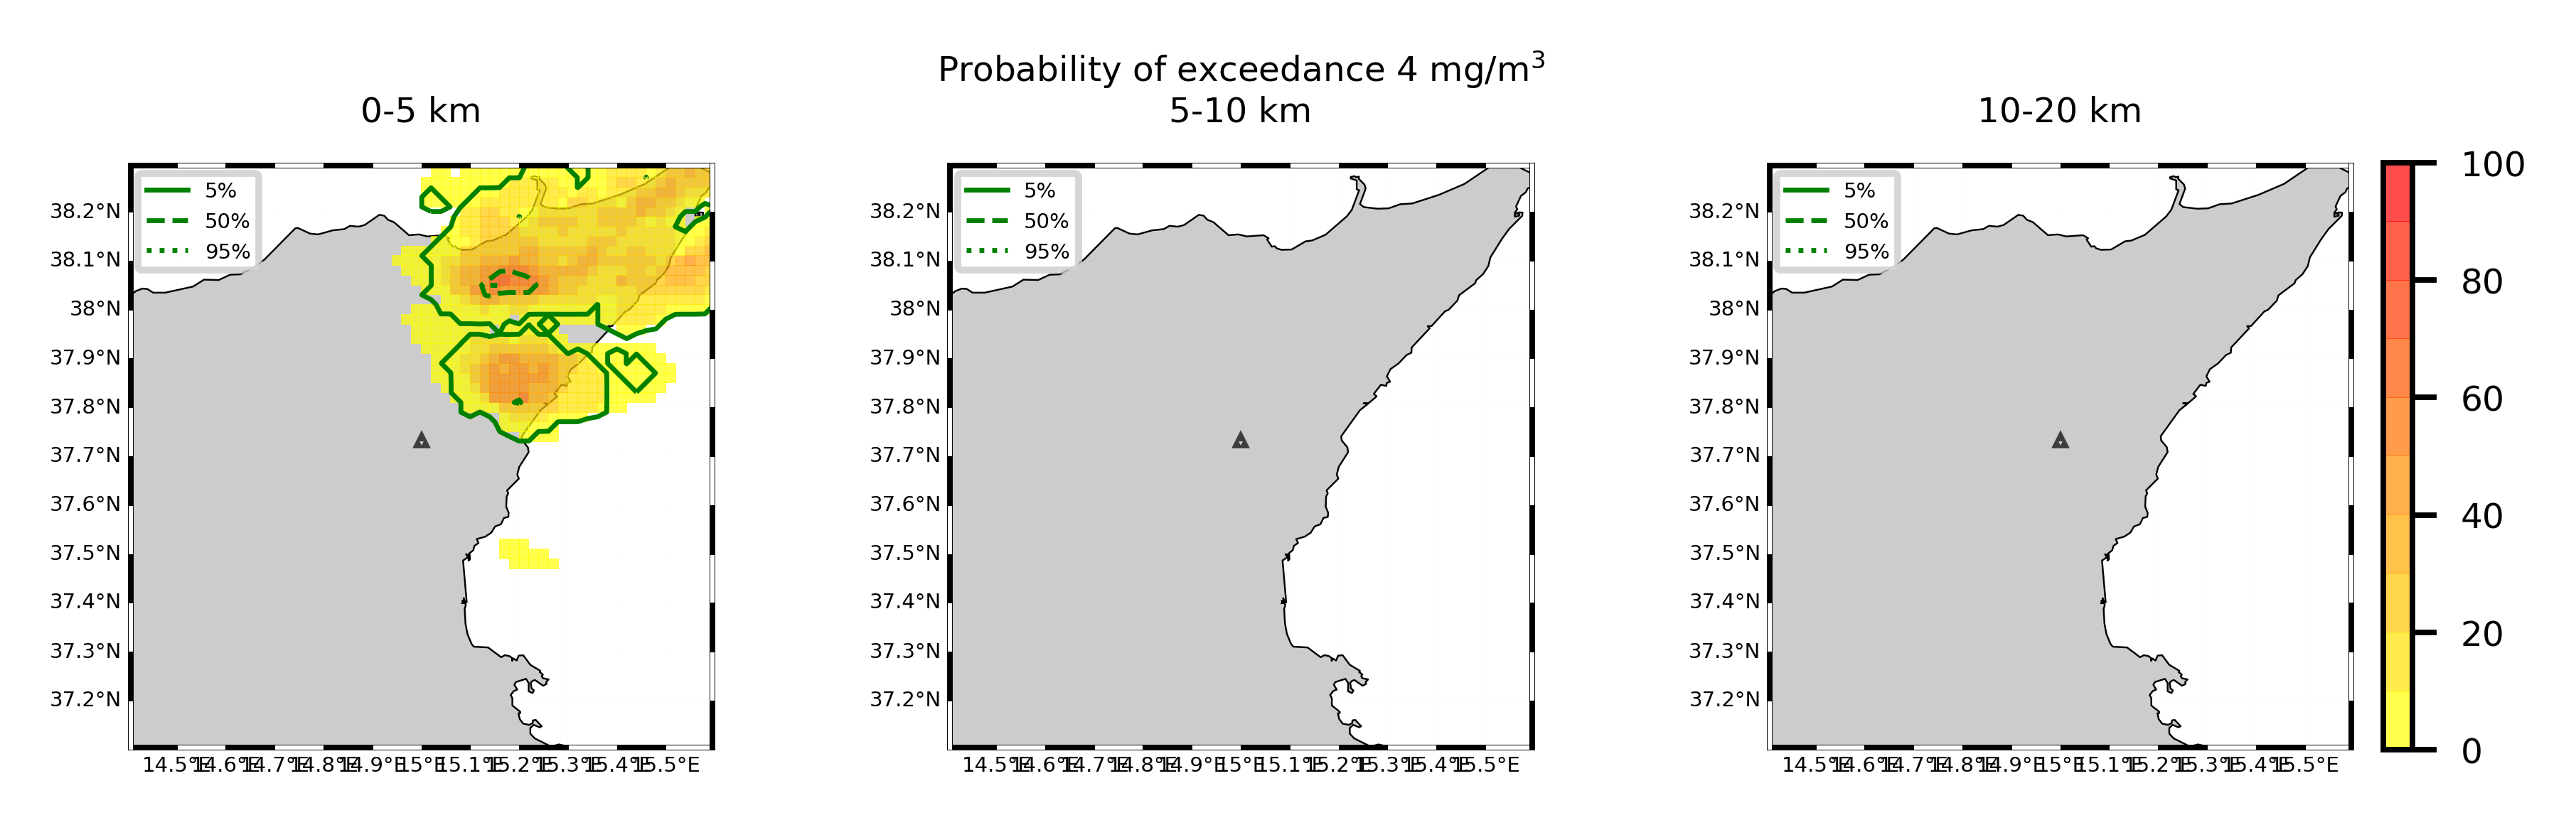 Probability of exceedance 4 mg/m³
0-5 km
5%
50%
95%
38.2°N
38.1°N
38°N
37.9°N
37.8°N
37.7°N
37.6°N
37.5°N
37.4°N
37.3°N
37.2°N
14.5°E 14.6°E 14.7°E 14.8°E 14.9°E 15°E 15.1°E 15.2°E 15.3°E 15.4°E 15.5°E
5-10 km
5%
50%
95%
38.2°N
38.1°N
38°N
37.9°N
37.8°N
37.7°N
37.6°N
37.5°N
37.4°N
37.3°N
37.2°N
14.5°E 14.6°E 14.7°E 14.8°E 14.9°E 15°E 15.1°E 15.2°E 15.3°E 15.4°E 15.5°E
10-20 km
5%
50%
95%
38.2°N
38.1°N
38°N
37.9°N
37.8°N
37.7°N
37.6°N
37.5°N
37.4°N
37.3°N
37.2°N
14.5°E 14.6°E 14.7°E 14.8°E 14.9°E 15°E 15.1°E 15.2°E 15.3°E 15.4°E 15.5°E
100
80
60
40
20
0